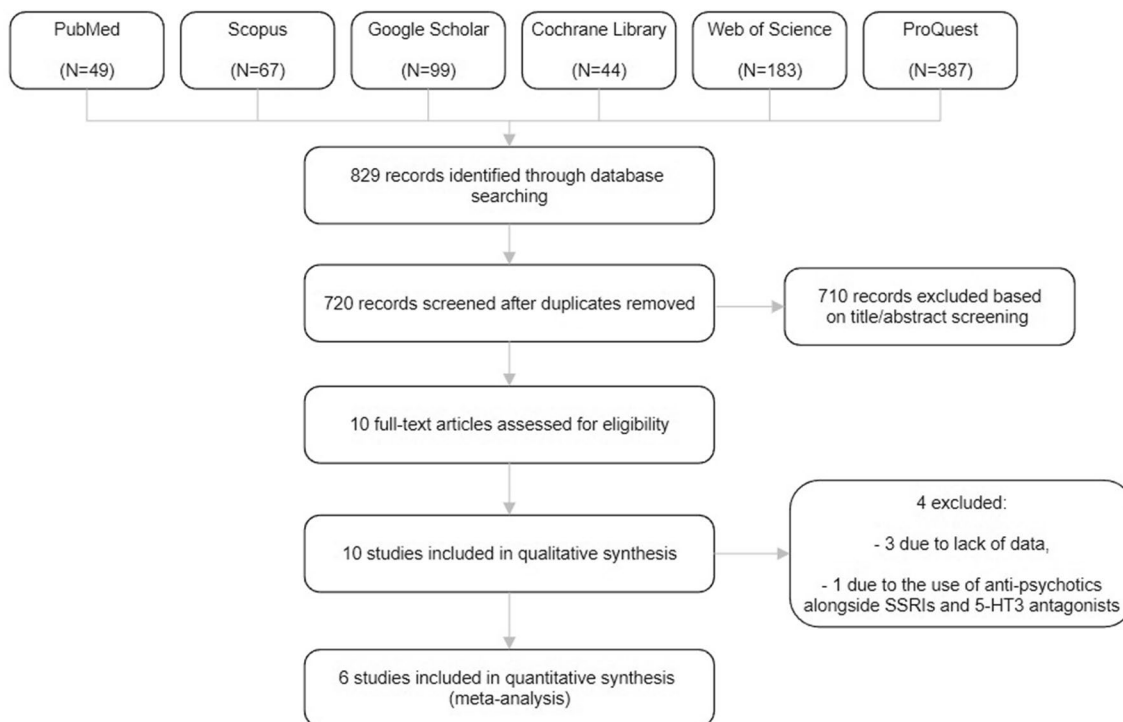 PubMed
(N=49)
Scopus
(N=67)
Google Scholar
(N=99)
Cochrane Library
(N=44)
Web of Science
(N=183)
ProQuest
(N=387)
829 records identified through database
searching
720 records screened after duplicates removed
710 records excluded based
on title/abstract screening
10 full-text articles assessed for eligibility
10 studies included in qualitative synthesis
4 excluded:
- 3 due to lack of data,
- 1 due to the use of anti-psychotics
alongside SSRIs and 5-HT3 antagonists
6 studies included in quantitative synthesis
(meta-analysis)